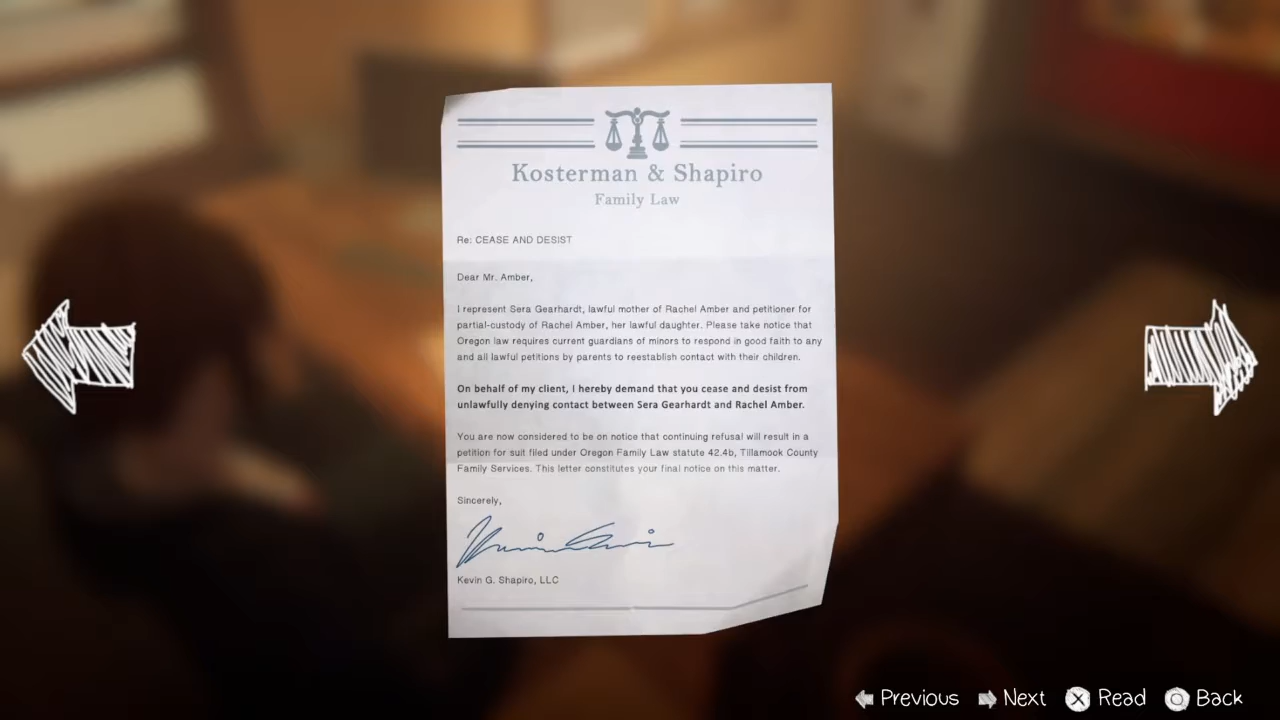 Kosterman & Shapiro
Family Law
Re: CEASE AND DESIST
Dear Mr. Amber,
I represent Sera Gearhardt, lawful mother of Rachel Amber and petitioner for
partial-custody of Rachel Amber, her lawful daughter. Please take notice that
Oregon law requires current guardians of minors to respond in good faith to any
and all lawful petitions by parents to reestablish contact with their children.
On behalf of my client, I hereby demand that you cease and desist from
unlawfully denying contact between Sera Gearhardt and Rachel Amber.
You are now considered to be on notice that continuing refusal will result in a
petition for suit filed under Oregon Family Law statute 42.4b, Tillamook County
Family Services. This letter constitutes your final notice on this matter.
Sincerely,
Kevin G. Shapiro, LLC
Previous Next Read Back